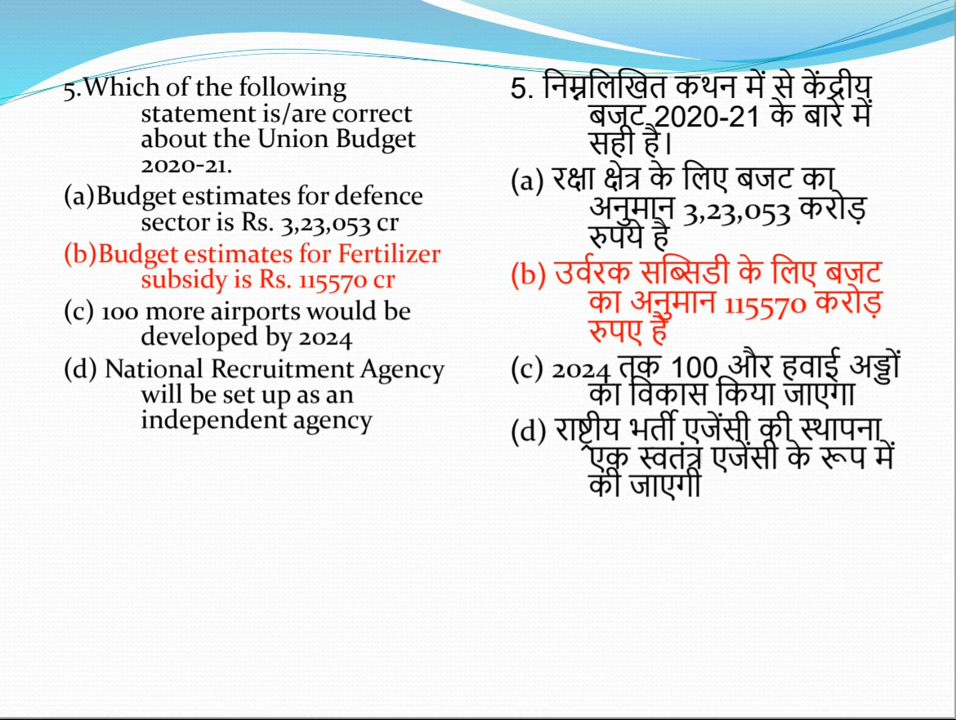 5.Which of the following
statement is/are correct
about the Union Budget
2020-21.
(a)Budget estimates for defence
sector is Rs. 3,23,053 cr
(b)Budget estimates for Fertilizer
subsidy is Rs. 115570 cr
(c) 100 more airports would be
developed by 2024
(d) National Recruitment Agency
will be set up as an
independent agency
5. निम्नलिखित कथन में से केंद्रीय
बजट 2020-21 के बारे में
सही है।
(a) रक्षा क्षेत्र के लिए बजट का
अनुमान 3,23,053 करोड़
रुपये है
(b) उर्वरक सब्सिडी के लिए बजट
का अनुमान 115570 करोड़
रुपए है
(c) 2024 तक 100 और हवाई अड्डों
का विकास किया जाएगा
(d) राष्ट्रीय भर्ती एजेंसी की स्थापना
एक स्वतंत्र एजेंसी के रूप में
की जाएगी